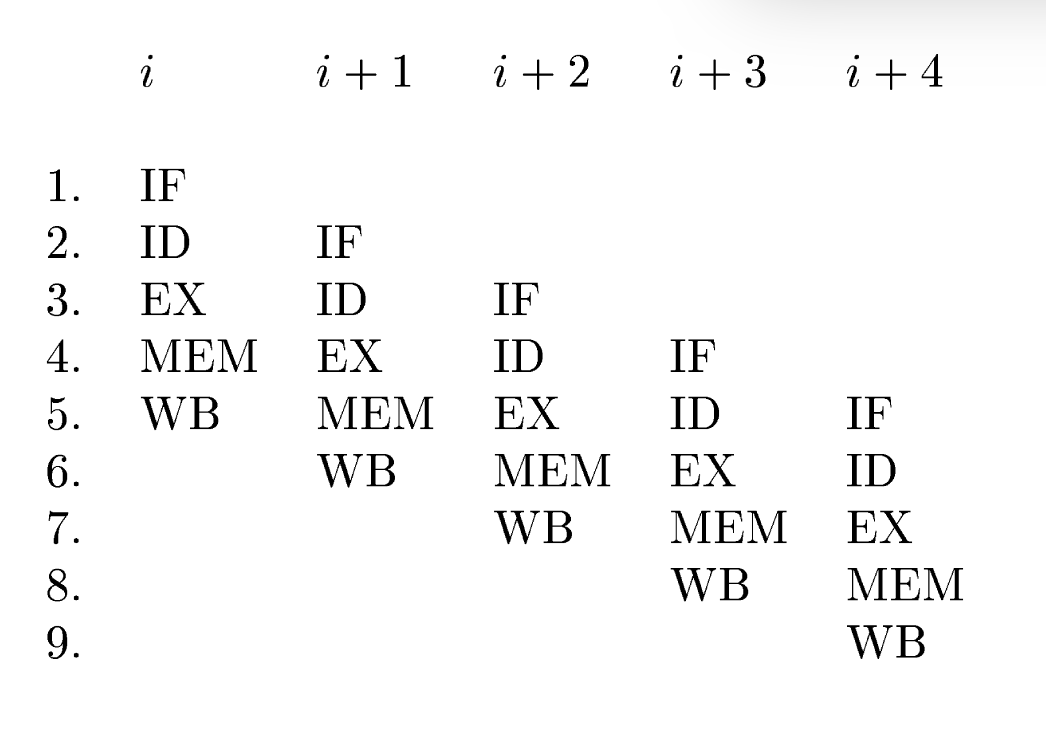 i i + 1 i + 2 i + 3 i + 4
1. IF
2. ID IF
3. EX ID IF
4. MEM EX ID IF
5. WB MEM EX ID IF
6. WB MEM EX ID
7. WB MEM EX
8. WB MEM
9. WB